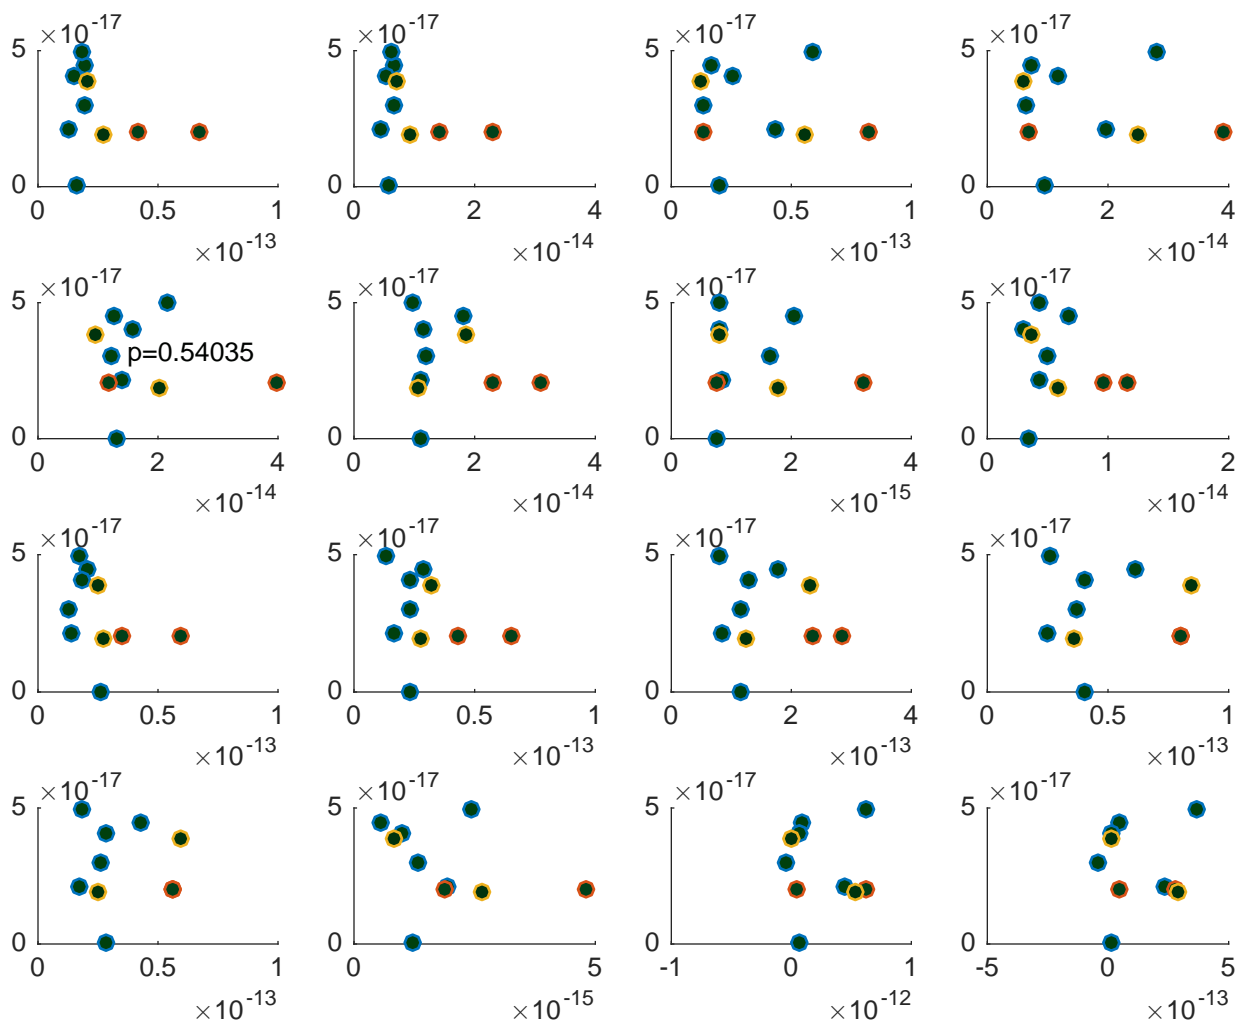 ×10-17 ×10-17 ×10-17 ×10-17
5 5 5 5
0 0 0 0
0 0.5 1 0 2 4 0 0.5 1 0 2 4
×10-13 ×10-14 ×10-13 ×10-14
×10-17 ×10-17 ×10-17 ×10-17
5 5 5 5
p=0.54035
0 0 0 0
0 2 4 0 2 4 0 2 4 0 1 2
×10-14 ×10-14 ×10-15 ×10-14
×10-17 ×10-17 ×10-17 ×10-17
5 5 5 5
0 0 0 0
0 0.5 1 0 0.5 1 0 2 4 0 0.5 1
×10-13 ×10-13 ×10-13 ×10-13
×10-17 ×10-17 ×10-17 ×10-17
5 5 5 5
0 0 0 0
0 0.5 1 0 5 -1 0 1 -5 0 5
×10-13 ×10-15 ×10-12 ×10-13